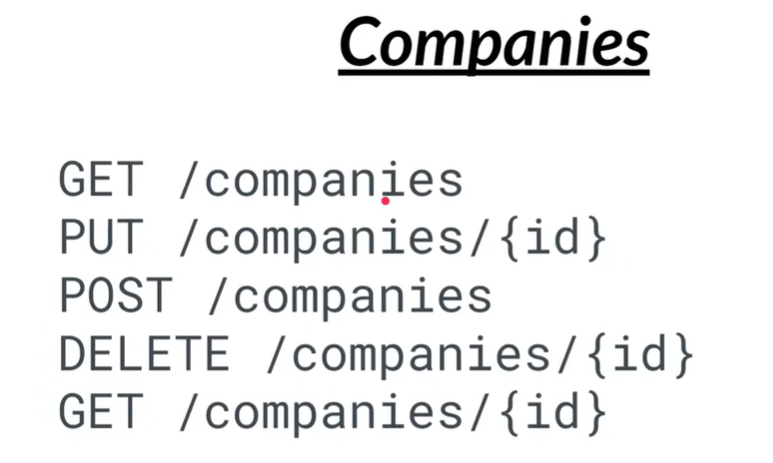 Companies
GET /companies
PUT /companies/{id}
POST /companies
DELETE /companies/{id}
GET /companies/{id}